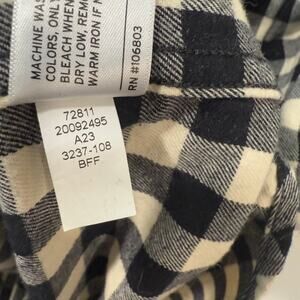 MACHINE WAS
COLORS, ONLY
BLEACH WHEN
DRY LOW, REM
WARM IRON IF N
RN #106803
72811
20092495
A23
3237-108
BFF